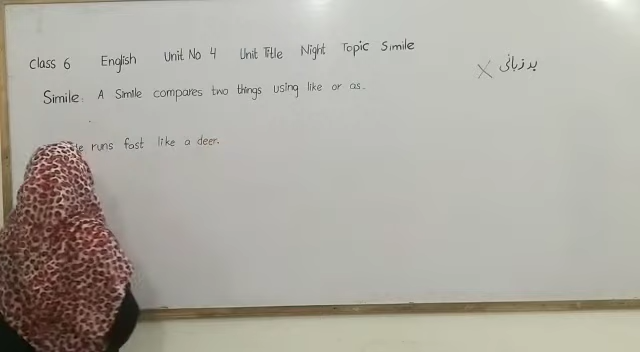 Class 6 English Unit No 4 Unit Title Night Topic Simile
× بدزبانی
Simile: A Simile compares two things using like or as.
runs fast like a deer.